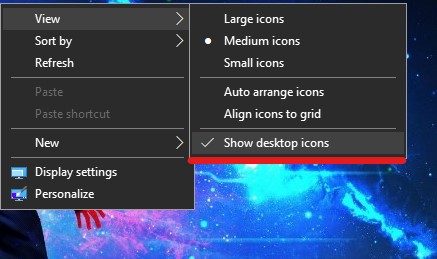 View
Sort by
Refresh
Paste
Paste shortcut
New
Display settings
Personalize
Large icons
Medium icons
Small icons
Auto arrange icons
Align icons to grid
Show desktop icons